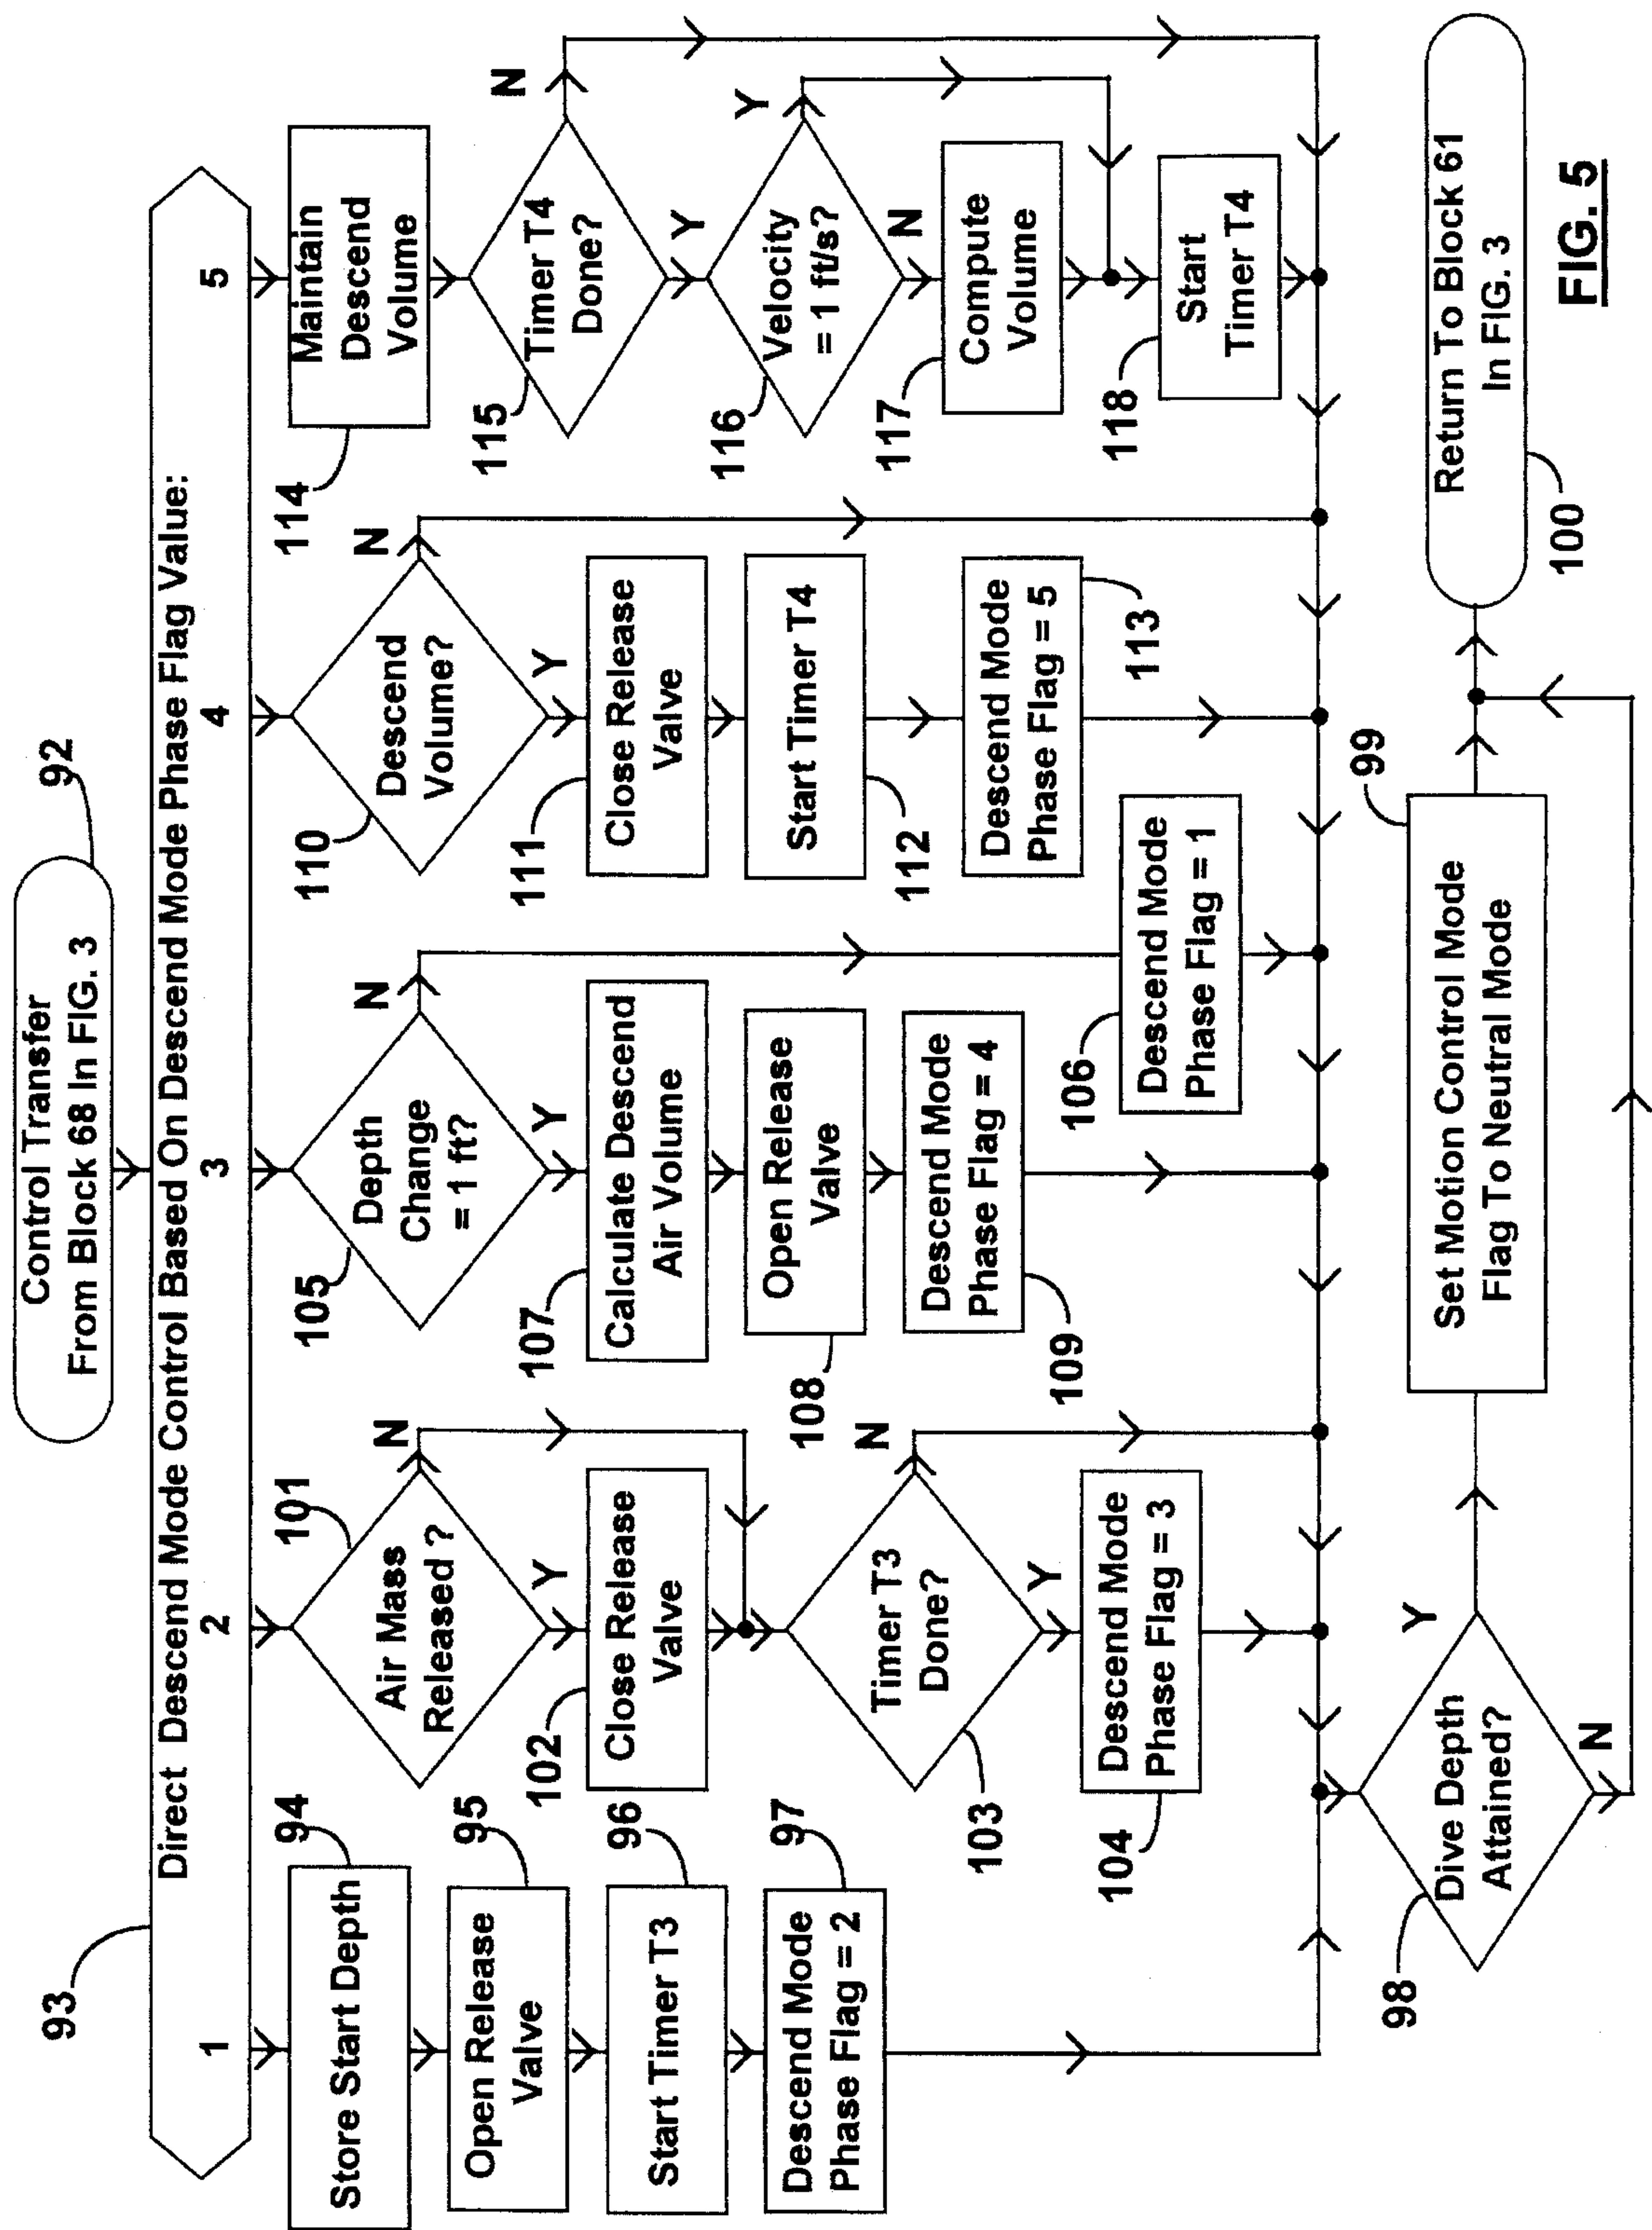 Control Transfer
From Block 68 In FIG. 3
92
93
Direct Descend Mode Control Based On Descend Mode Phase Flag Value:
1
2
3
4
5
94
Store Start Depth
95
Open Release
Valve
96
Start Timer T3
97
Descend Mode
Phase Flag = 2
101
Air Mass
Released ?
N
Y
102
Close Release
Valve
103
Timer T3
Done?
N
Y
104
Descend Mode
Phase Flag = 3
105
Depth
Change
= 1 ft?
N
Y
107
Calculate Descend
Air Volume
108
Open Release
Valve
109
Descend Mode
Phase Flag = 4
106
Descend Mode
Phase Flag = 1
110
Descend
Volume?
N
Y
111
Close Release
Valve
112
Start Timer T4
113
Descend Mode
Phase Flag = 5
114
Maintain
Descend
Volume
115
Timer T4
Done?
N
Y
116
Velocity
= 1 ft/s?
Y
N
117
Compute
Volume
118
Start
Timer T4
98
Dive Depth
Attained?
Y
N
99
Set Motion Control Mode
Flag To Neutral Mode
100
Return To Block 61
In FIG. 3
FIG. 5